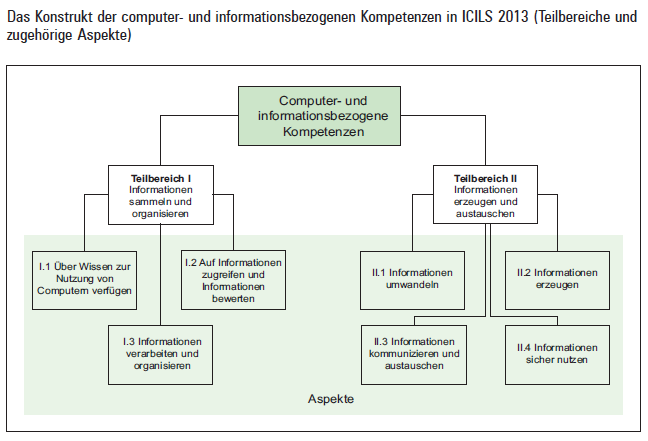 Das Konstrukt der computer- und informationsbezogenen Kompetenzen in ICILS 2013 (Teilbereiche und
zugehörige Aspekte)
Computer- und
informationsbezogene
Kompetenzen
Teilbereich I
Informationen
sammeln und
organisieren
Teilbereich II
Informationen
erzeugen und
austauschen
I.1 Über Wissen zur
Nutzung von
Computern verfügen
I.2 Auf Informationen
zugreifen und
Informationen
bewerten
II.1 Informationen
umwandeln
II.2 Informationen
erzeugen
I.3 Informationen
verarbeiten und
organisieren
II.3 Informationen
kommunizieren und
austauschen
II.4 Informationen
sicher nutzen
Aspekte